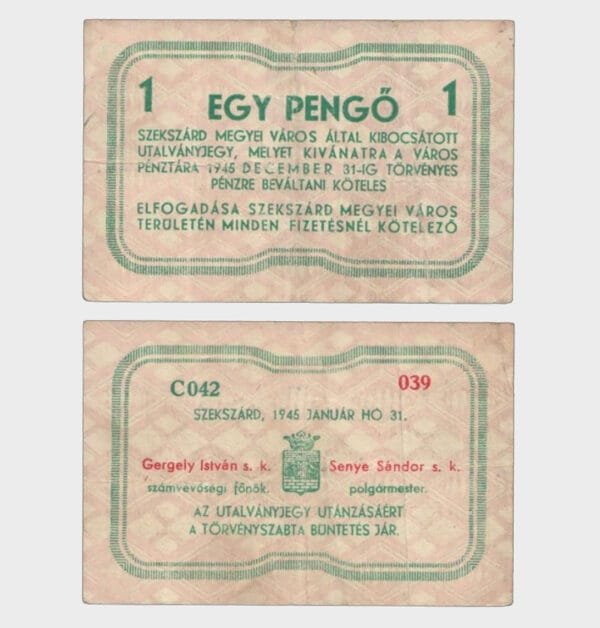 1 EGY PENGŐ 1
SZEKSZÁRD MEGYEI VÁROS ÁLTAL KIBOCSÁTOTT
UTALVÁNYJEGY, MELYET KIVÁNATRA A VÁROS
PÉNZTÁRA 1945 DECEMBER 31-IG TÖRVÉNYES
PÉNZRE BEVÁLTANI KÖTELES
ELFOGADÁSA SZEKSZÁRD MEGYEI VÁROS
TERÜLETÉN MINDEN FIZETÉSNÉL KÖTELEZŐ
C042 039
SZEKSZÁRD, 1945 JANUÁR HO 31.
Gergely István s. k. Senye Sándor s. k.
számvevőségi főnök. polgármester.
AZ UTALVÁNYJEGY UTÁNZÁSÁÉRT
A TÖRVÉNYSZABTA BÜNTETÉS JÁR.